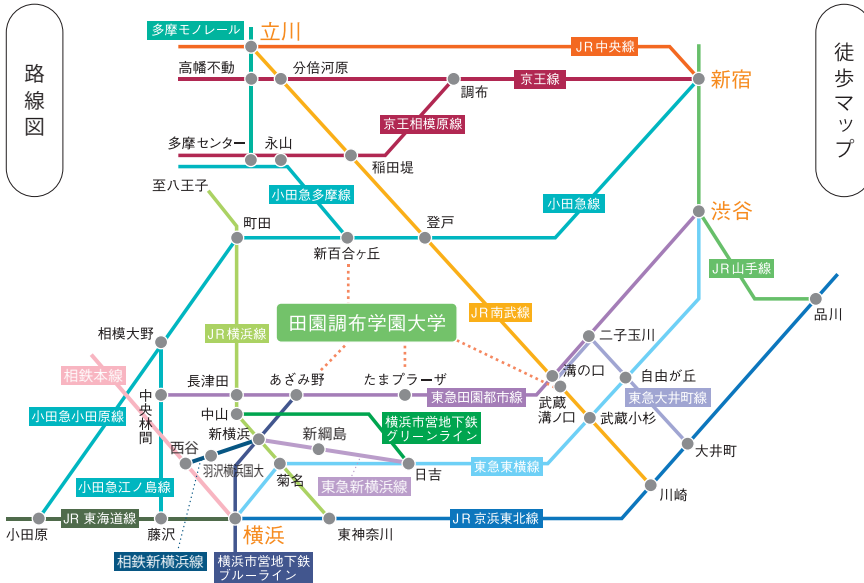 路線図
徒歩マップ
多摩モノレール
立川
JR中央線
高幡不動
分倍河原
京王線
新宿
調布
京王相模原線
多摩センター
永山
稲田堤
至八王子
小田急多摩線
小田急線
渋谷
町田
登戸
新百合ヶ丘
JR山手線
田園調布学園大学
JR南武線
品川
JR横浜線
相模大野
二子玉川
相鉄本線
長津田
あざみ野
たまプラーザ
溝の口
自由が丘
中央林間
東急田園都市線
武蔵
溝ノ口
東急大井町線
小田急小田原線
中山
横浜市営地下鉄
グリーンライン
武蔵小杉
新横浜
新綱島
西谷
羽沢横浜国大
日吉
東急東横線
大井町
菊名
東急新横浜線
小田急江ノ島線
川崎
小田原
JR 東海道線
藤沢
横浜
東神奈川
JR 京浜東北線
相鉄新横浜線
横浜市営地下鉄
ブルーライン